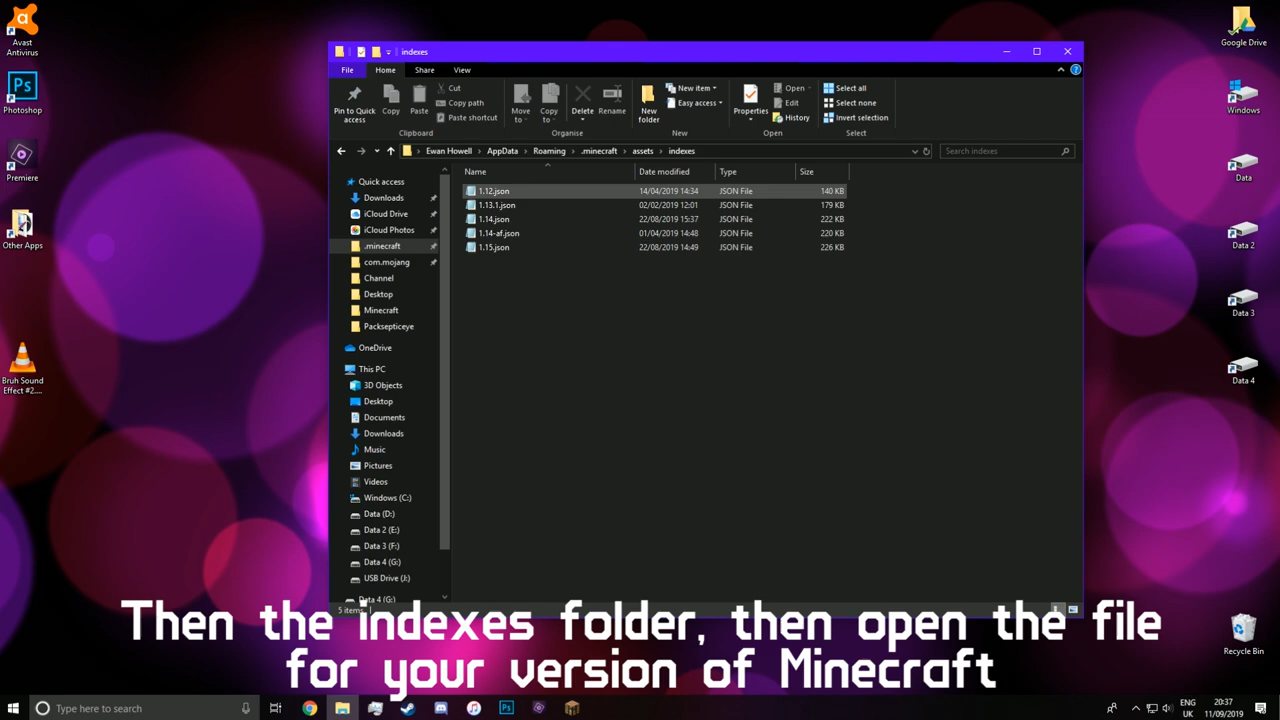 Avast
Antivirus
Photoshop
Premiere
Other Apps
Bruh Sound
Effect #2....
indexes
File
Home
Share
View
Pin to Quick
access
Copy
Paste
Cut
Copy path
Paste shortcut
Clipboard
Move
to
Copy
to
Delete
Rename
Organise
New
folder
New item
Easy access
New
Properties
Open
Edit
History
Open
Select all
Select none
Invert selection
Select
Ewan Howell > AppData > Roaming > .minecraft > assets > indexes
Search indexes
Quick access
Downloads
iCloud Drive
iCloud Photos
.minecraft
com.mojang
Channel
Desktop
Minecraft
Packsepticeye
OneDrive
This PC
3D Objects
Desktop
Documents
Downloads
Music
Pictures
Videos
Windows (C:)
Data (D:)
Data 2 (E:)
Data 3 (F:)
Data 4 (G:)
USB Drive (J:)
Data 4 (G:)
Name Date modified Type Size
1.12.json 14/04/2019 14:34 JSON File 140 KB
1.13.1.json 02/02/2019 12:01 JSON File 179 KB
1.14.json 22/08/2019 15:37 JSON File 222 KB
1.14-af.json 01/04/2019 14:48 JSON File 220 KB
1.15.json 22/08/2019 14:49 JSON File 226 KB
5 items
Google Drive
Windows
Data
Data 2
Data 3
Data 4
Recycle Bin
Then the indexes folder, then open the file
for your version of Minecraft
Type here to search
ENG
UK
20:37
11/09/2019